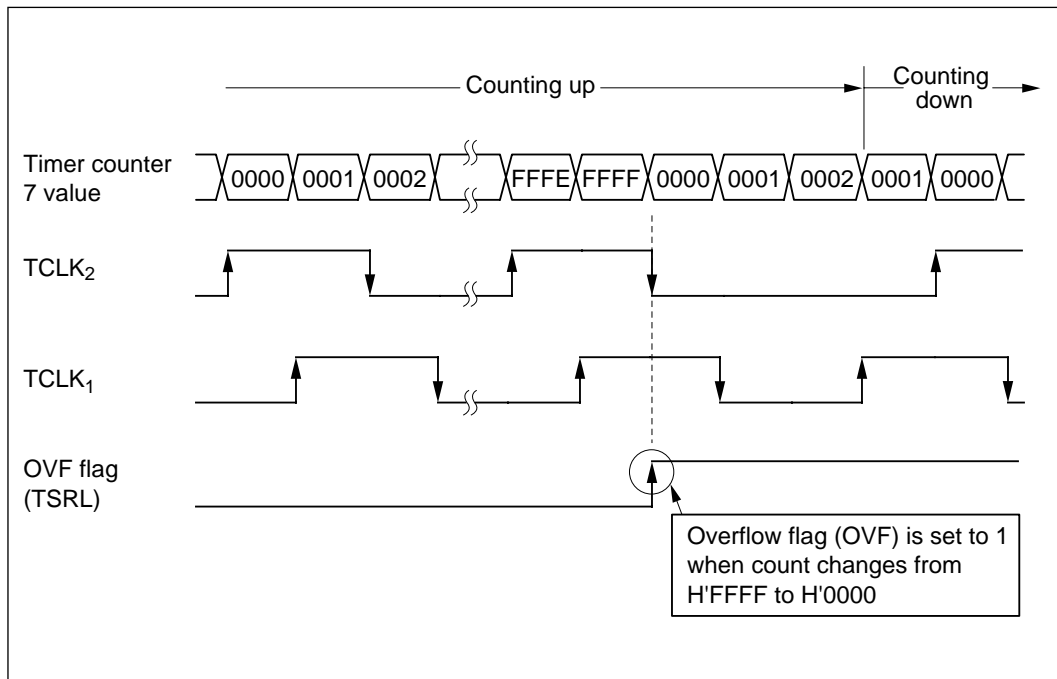 Counting up
Counting
down
Timer counter
7 value
0000 0001 0002 FFFE FFFF 0000 0001 0002 0001 0000
TCLK2
TCLK1
OVF flag
(TSRL)
Overflow flag (OVF) is set to 1
when count changes from
H'FFFF to H'0000